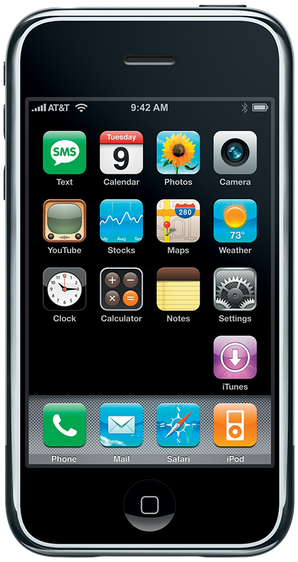 AT&T 9:42 AM
SMS Tuesday 9
Text Calendar Photos Camera
280 73°
YouTube Stocks Maps Weather
Clock Calculator Notes Settings
iTunes
Phone Mail Safari iPod